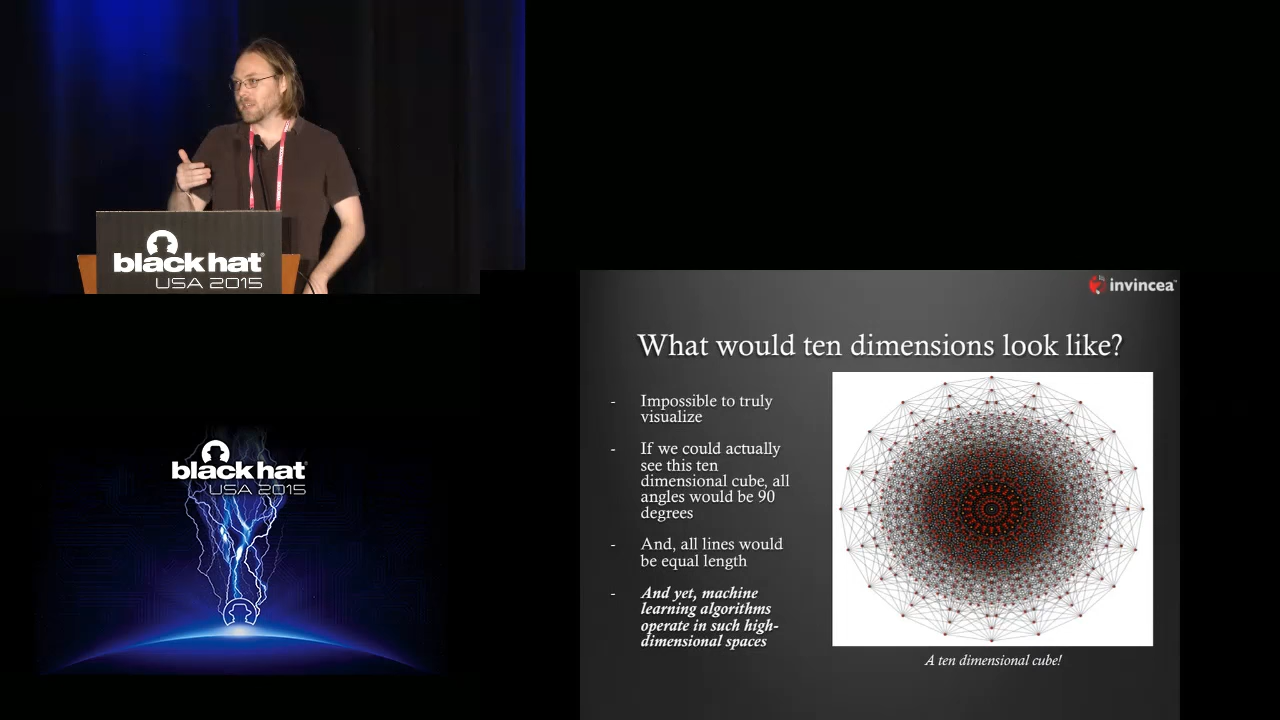 black hat
USA 2015
invincea
What would ten dimensions look like?
- Impossible to truly
visualize
- If we could actually
see this ten
dimensional cube, all
angles would be 90
degrees
- And, all lines would
be equal length
- And yet, machine
learning algorithms
operate in such high-
dimensional spaces
A ten dimensional cube!
black hat
USA 2015